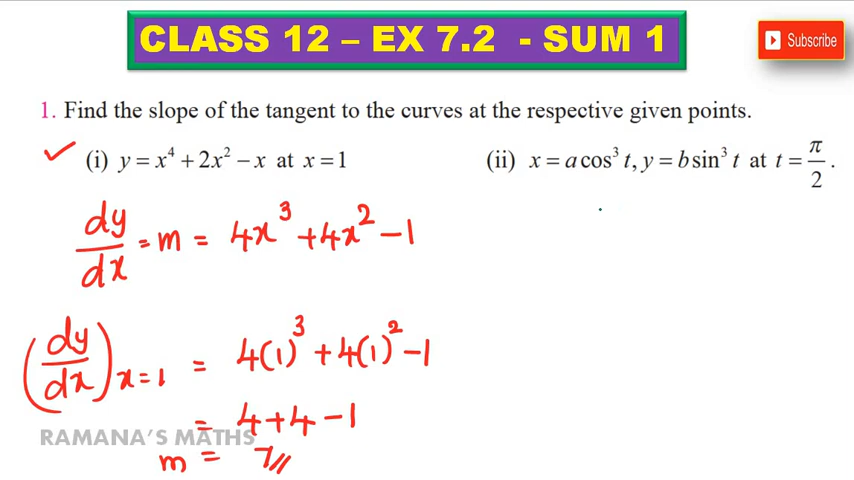 CLASS 12 – EX 7.2 - SUM 1
Subscribe
1. Find the slope of the tangent to the curves at the respective given points.
(i) y = x⁴ + 2x² − x at x = 1
(ii) x = a cos³ t, y = b sin³ t at t = π/2 .
dy/dx = m = 4x³ + 4x² − 1
(dy/dx)x=1 = 4(1)³ + 4(1)² − 1
= 4 + 4 − 1
RAMANA'S MATHS
m = 7//